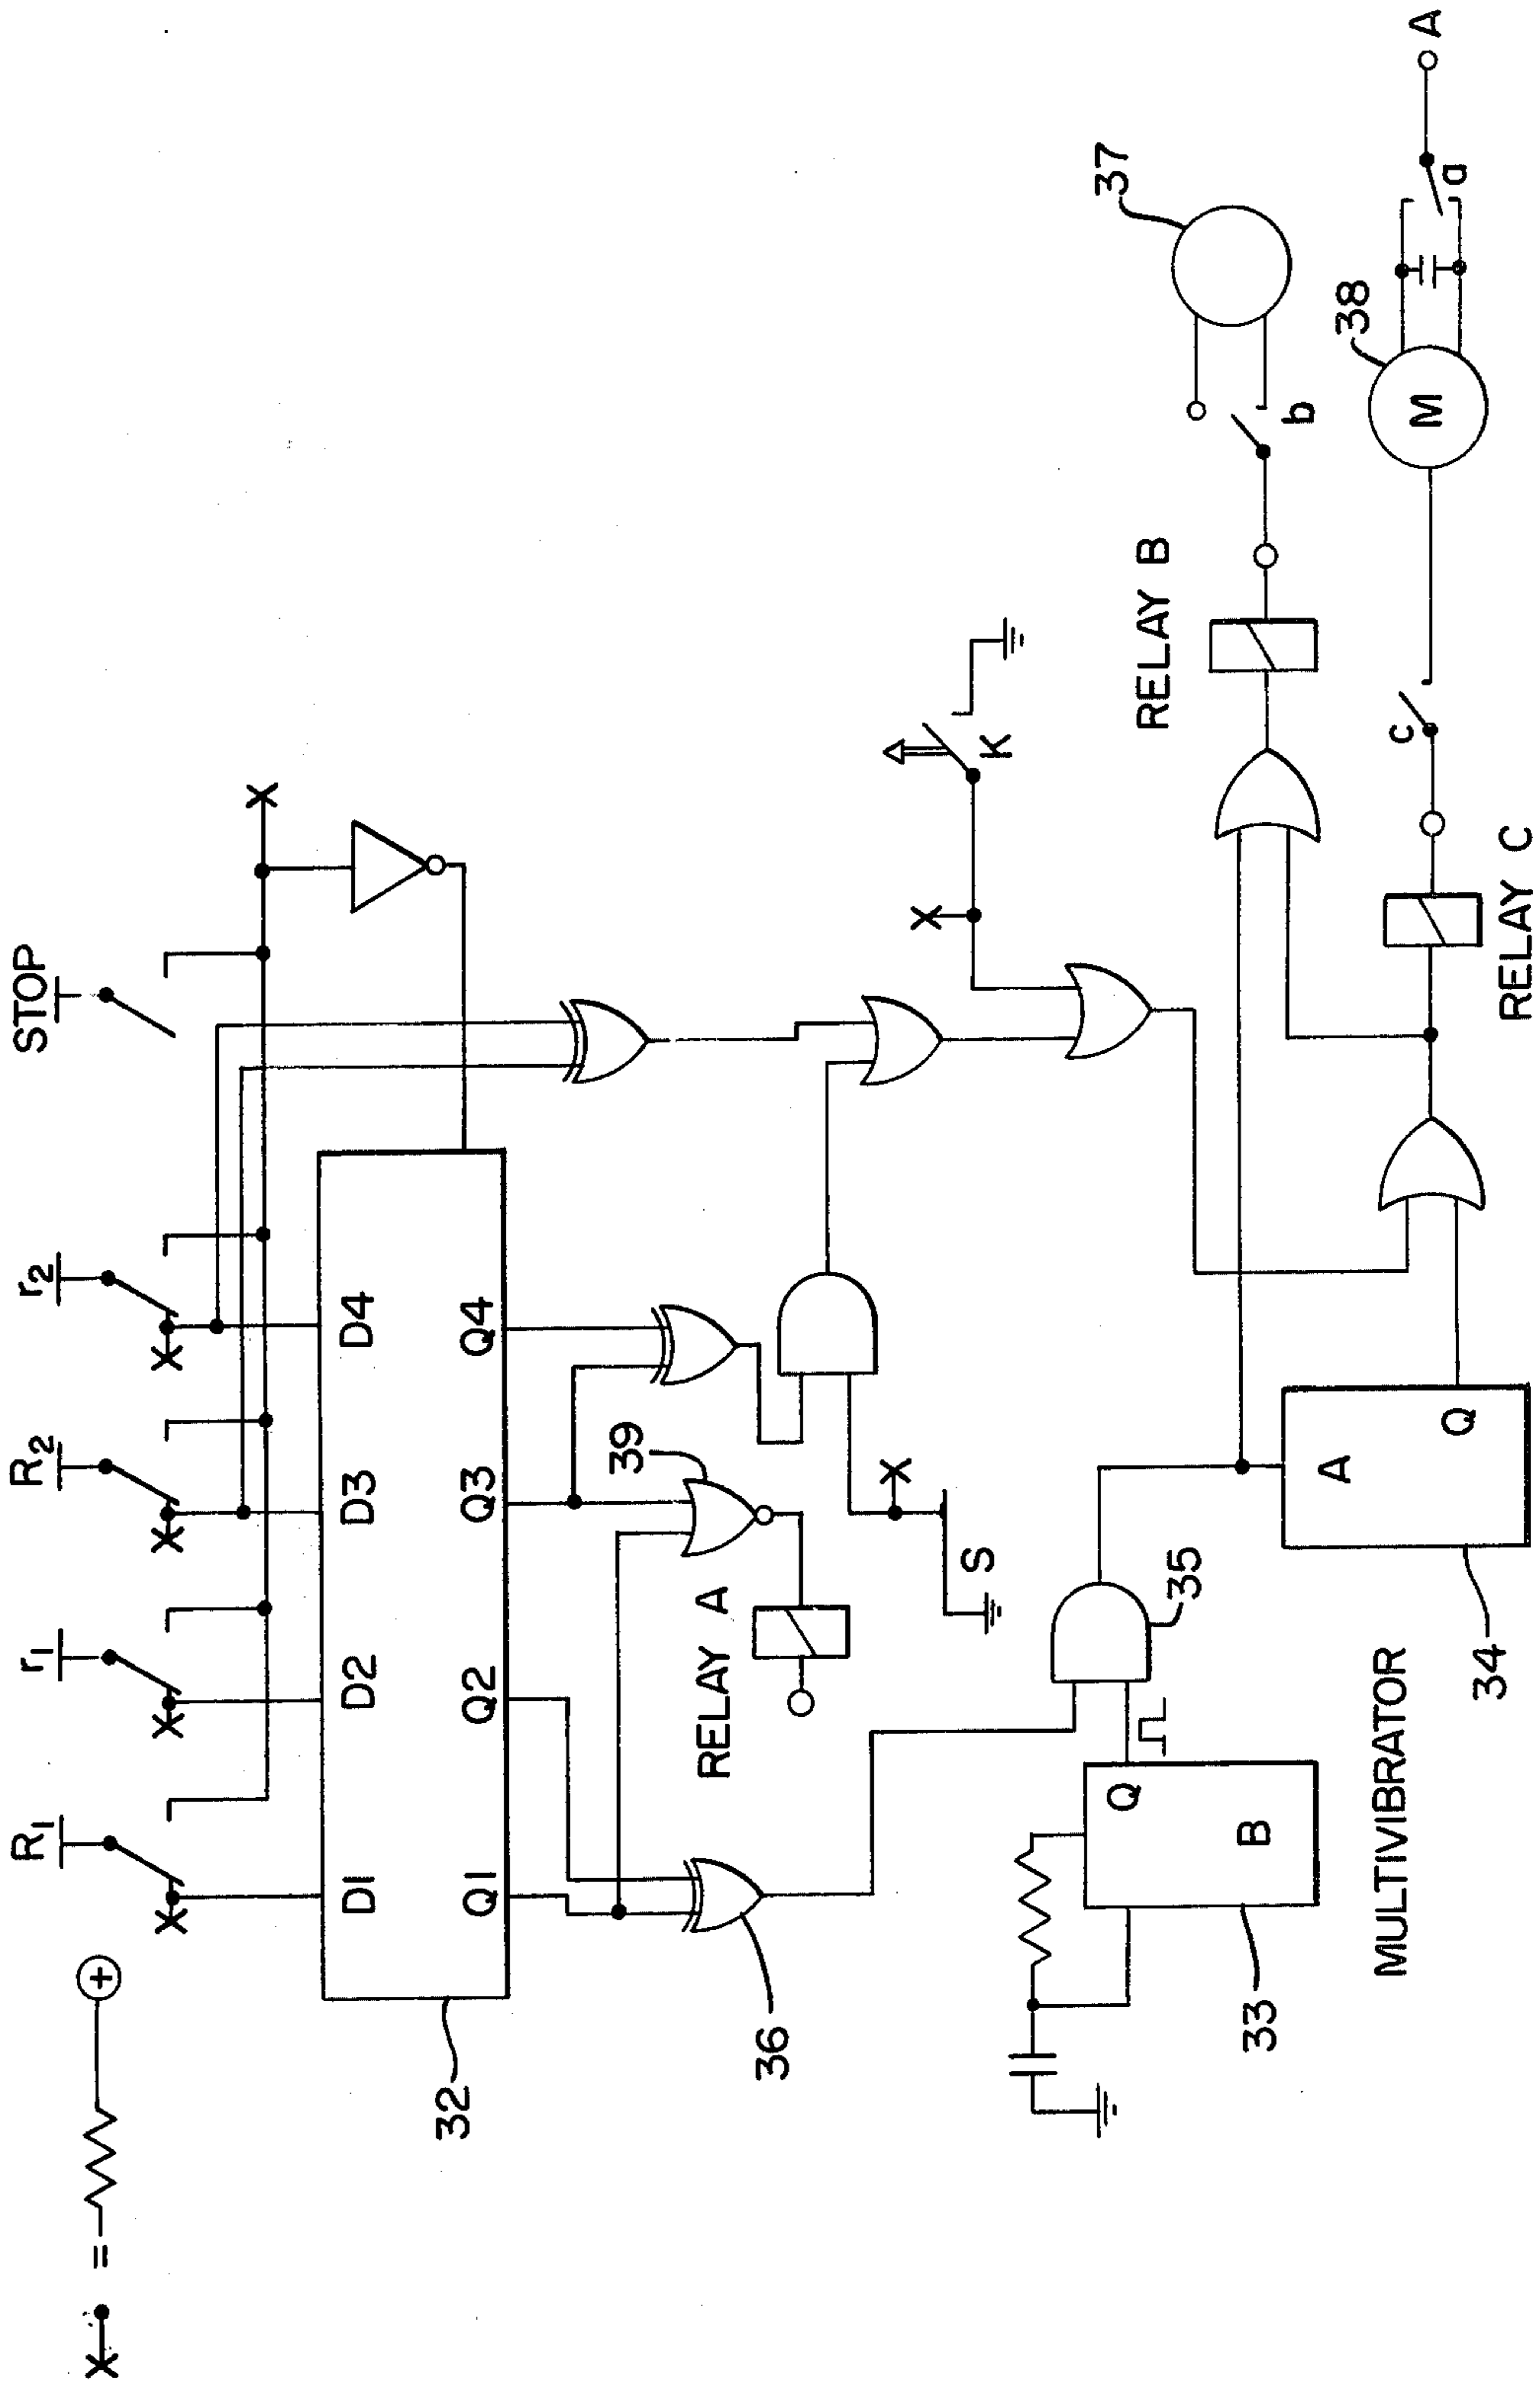 X = +
R1 r1 R2 r2 STOP
X X X X X
D1 D2 D3 D4
Q1 Q2 Q3 Q4
32
36
39
RELAY A
X
S
X
K
33
Q
B
35
MULTIVIBRATOR
34
A
Q
RELAY B
b
37
RELAY C
c
M
38
a
A